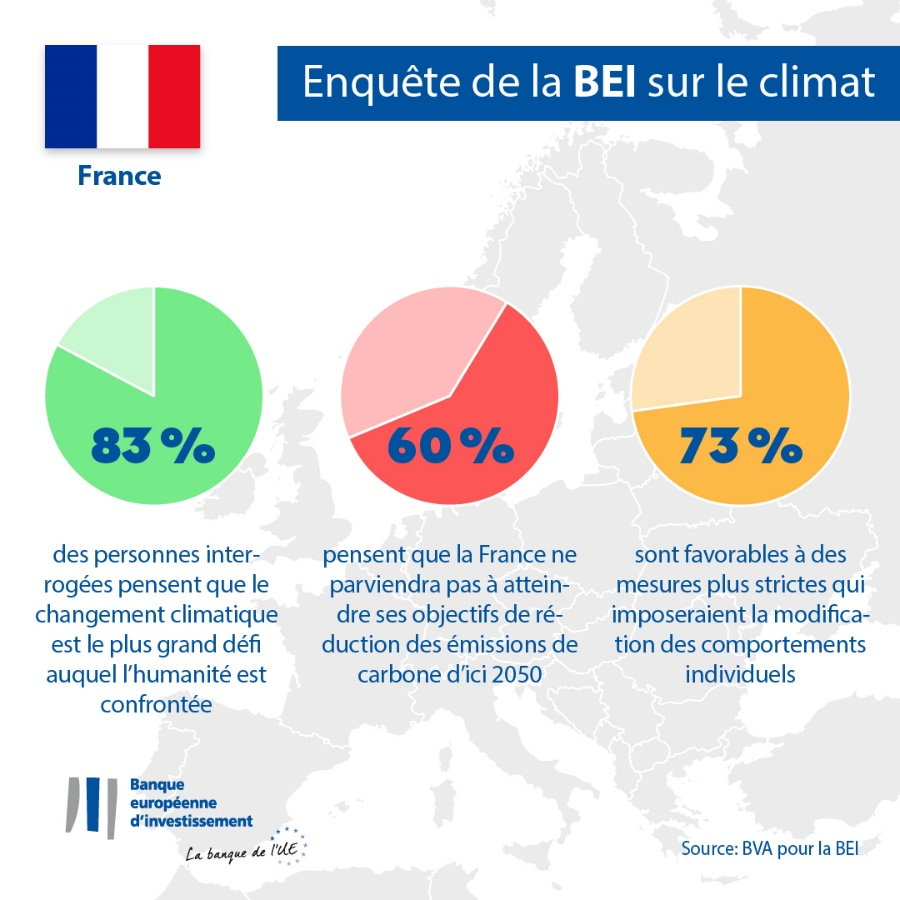 Enquête de la BEI sur le climat
France
83 %
des personnes inter-
rogées pensent que le
changement climatique
est le plus grand défi
auquel l’humanité est
confrontée
60 %
pensent que la France ne
parviendra pas à attein-
dre ses objectifs de ré-
duction des émissions de
carbone d’ici 2050
73 %
sont favorables à des
mesures plus strictes qui
imposeraient la modifica-
tion des comportements
individuels
Banque
européenne
d’investissement
La banque de l’UE
Source: BVA pour la BEI